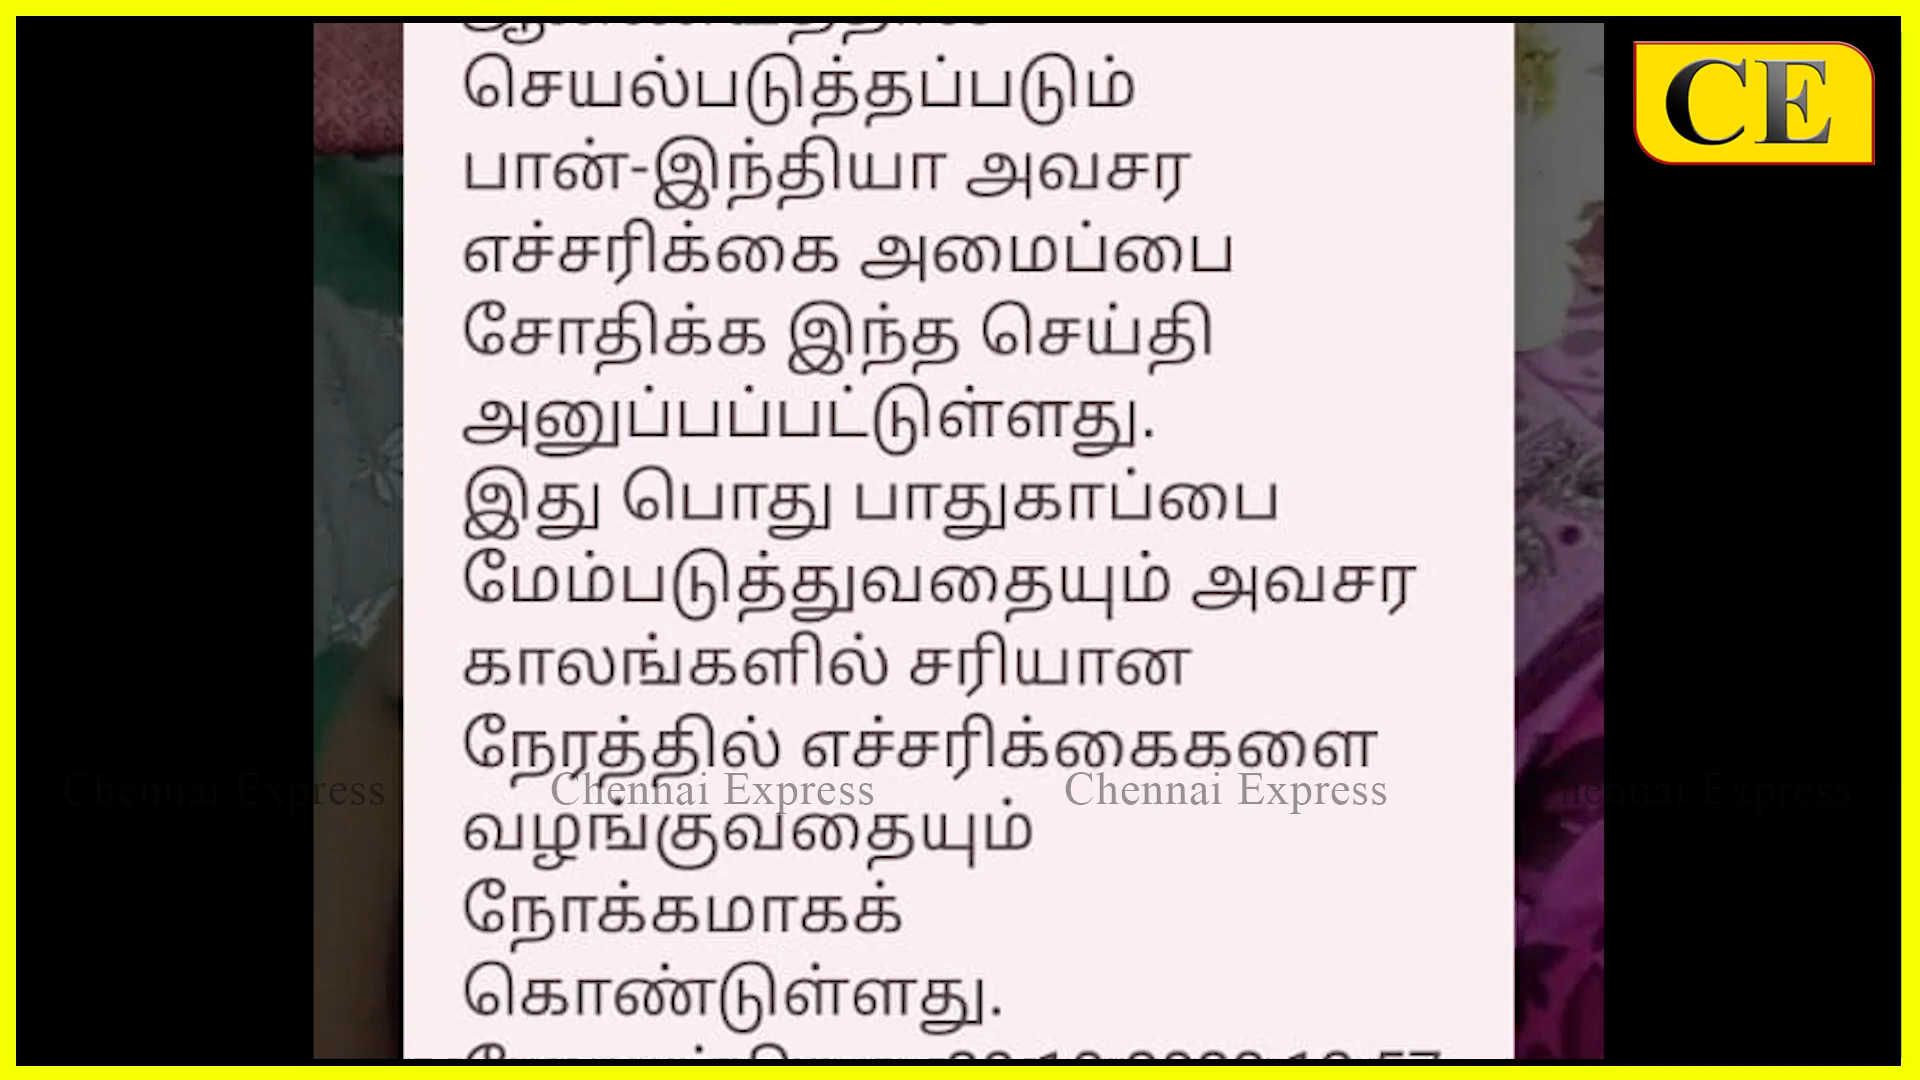 CE
செயல்படுத்தப்படும்
பான்-இந்தியா அவசர
எச்சரிக்கை அமைப்பை
சோதிக்க இந்த செய்தி
அனுப்பப்பட்டுள்ளது.
இது பொது பாதுகாப்பை
மேம்படுத்துவதையும் அவசர
காலங்களில் சரியான
நேரத்தில் எச்சரிக்கைகளை
Chennai Express Chennai Express Chennai Express Chennai Express
வழங்குவதையும்
நோக்கமாகக்
கொண்டுள்ளது.